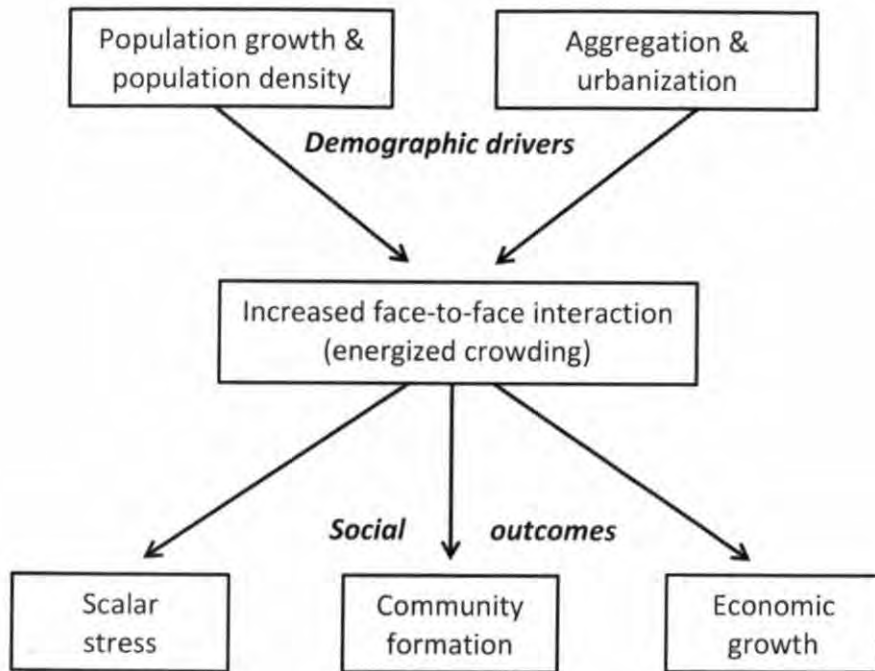 Population growth &
population density
Aggregation &
urbanization
Demographic drivers
Increased face-to-face interaction
(energized crowding)
Social outcomes
Scalar
stress
Community
formation
Economic
growth